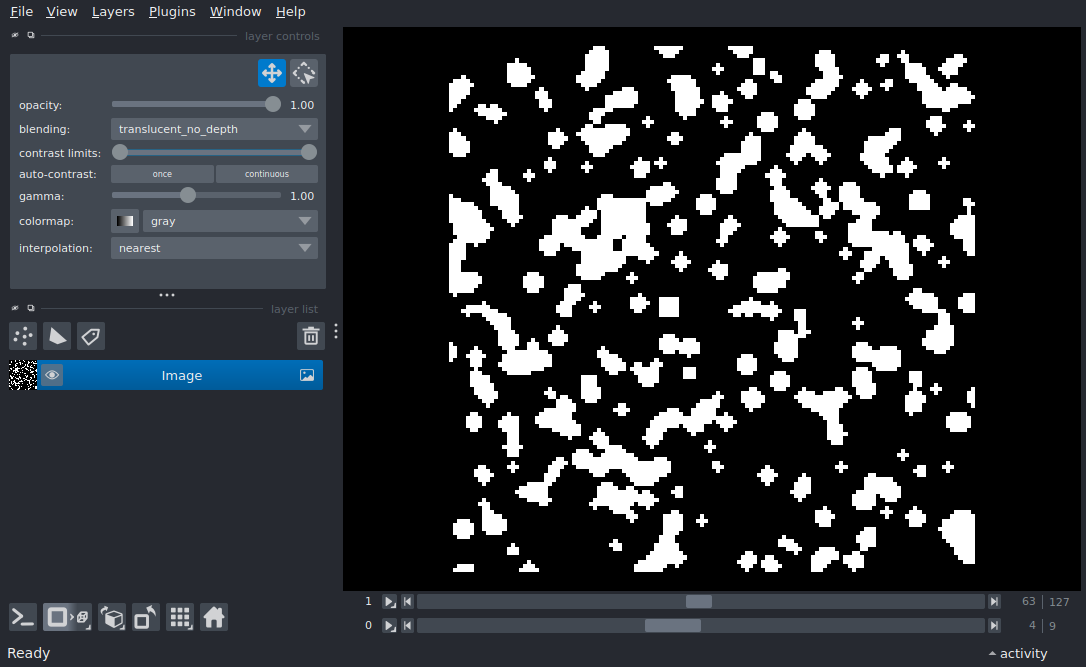 File View Layers Plugins Window Help
layer controls
opacity: 1.00
blending: translucent_no_depth
contrast limits:
auto-contrast: once continuous
gamma: 1.00
colormap: gray
interpolation: nearest
layer list
Image
1 63 127
0 4 9
Ready activity